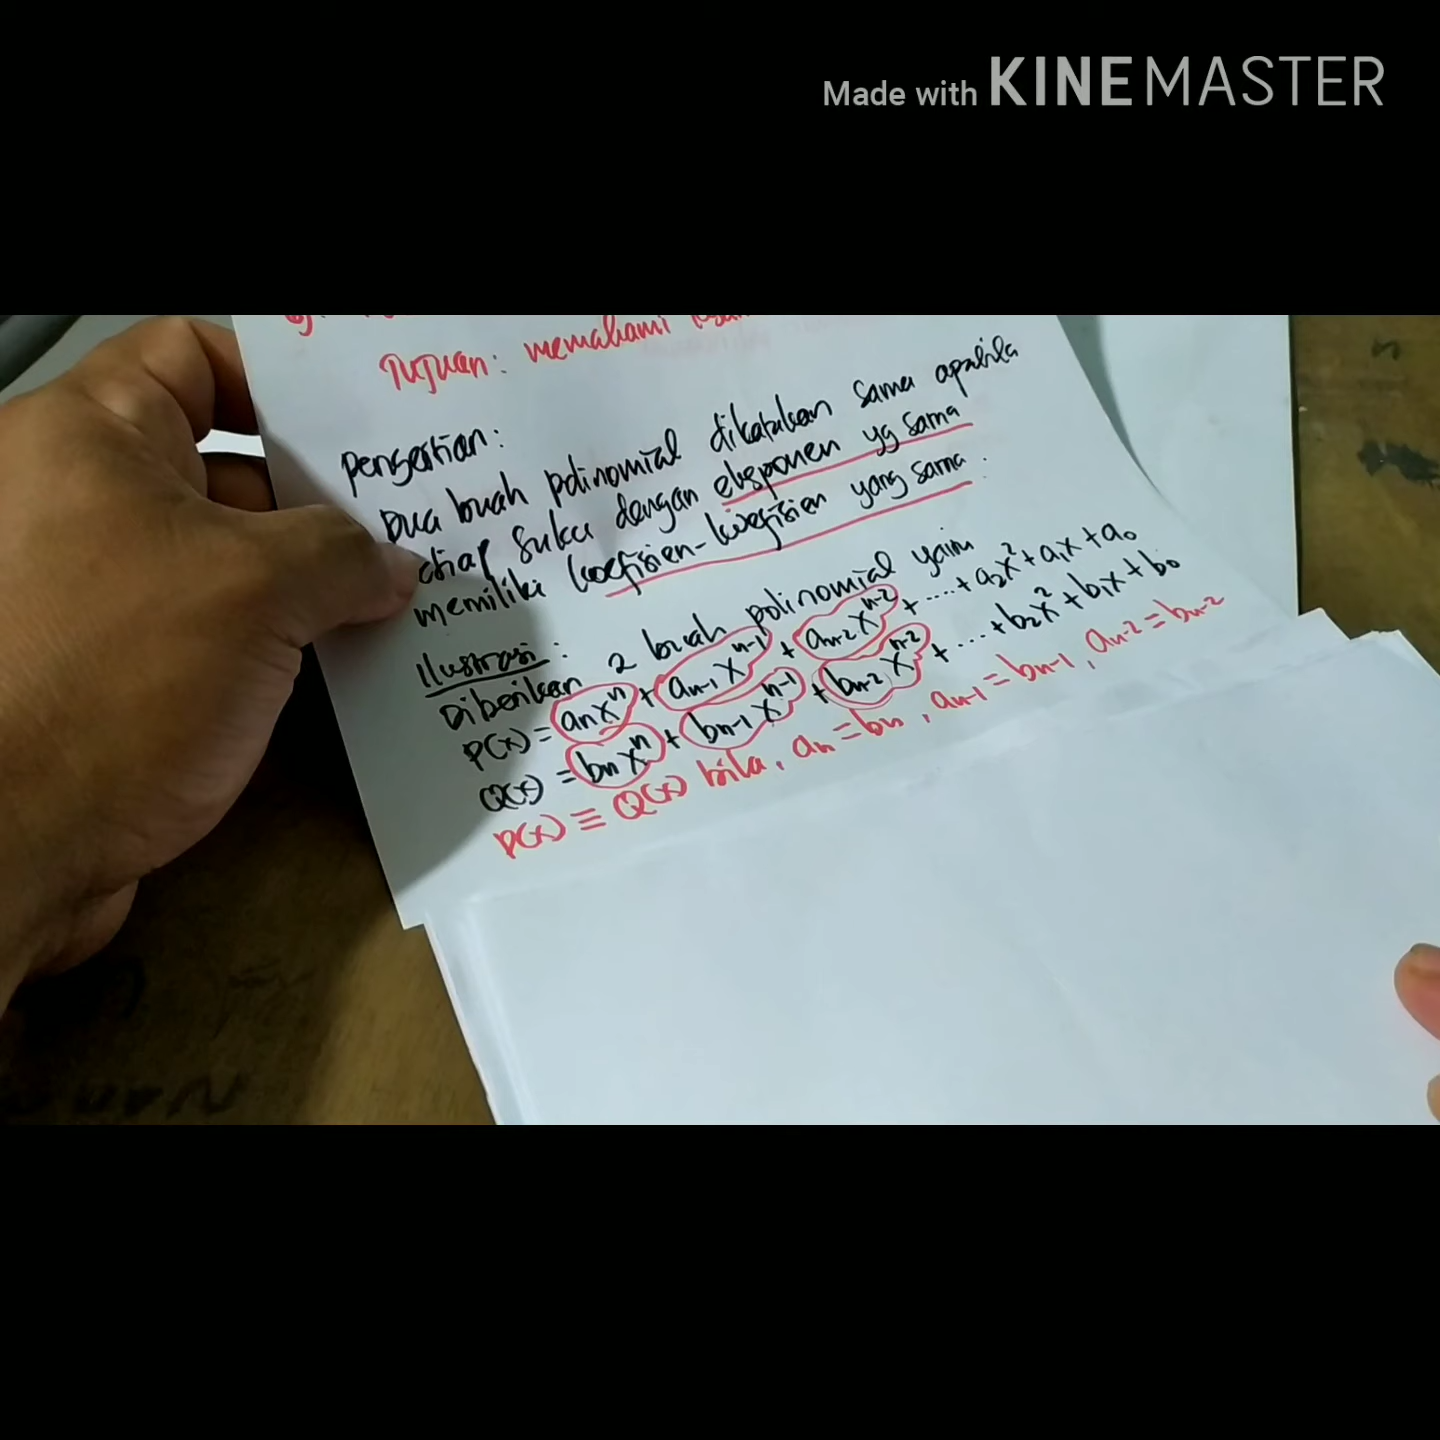 Made with KINEMASTER
Tujuan: memahami
Pengertian:
Dua buah polinomial dikatakan sama apabila
suku dengan eksponen yg sama
memiliki koefisien-koefisien yang sama.
Ilustrasi:
Diberikan 2 buah polinomial yaitu
P(x) = aₙxⁿ + aₙ₋₁xⁿ⁻¹ + aₙ₋₂xⁿ⁻² + .... + a₂x² + a₁x + a₀
Q(x) = bₙxⁿ + bₙ₋₁xⁿ⁻¹ + bₙ₋₂xⁿ⁻² + .... + b₂x² + b₁x + b₀
P(x) ≡ Q(x) bila, aₙ = bₙ, aₙ₋₁ = bₙ₋₁, aₙ₋₂ = bₙ₋₂